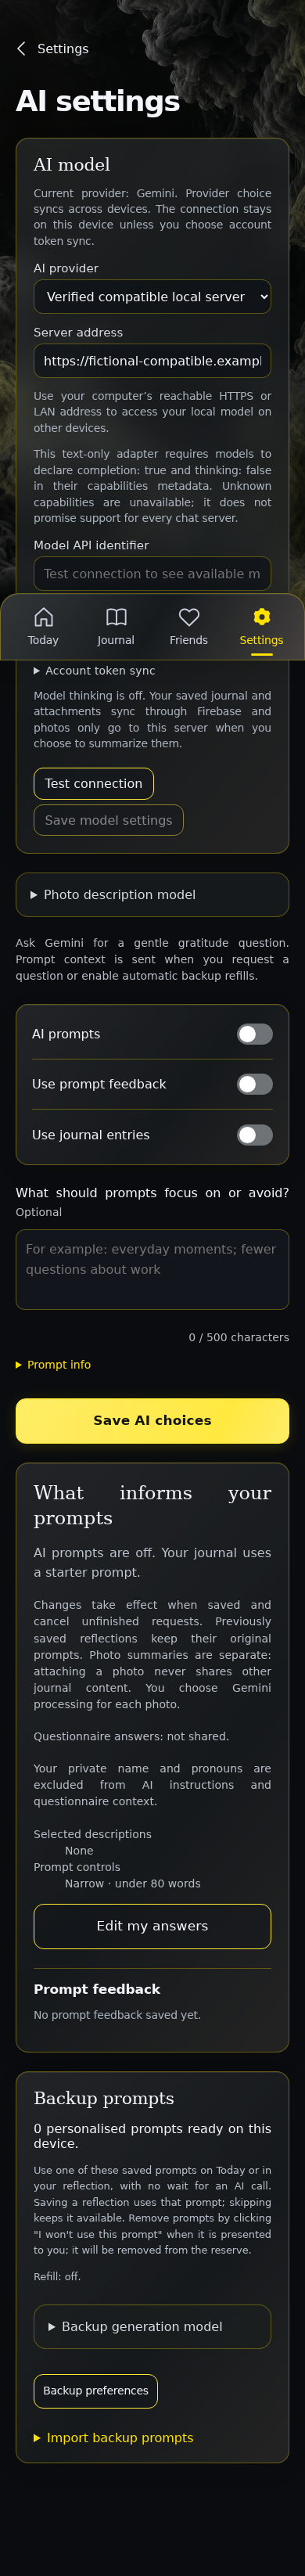 Settings
AI settings
AI model
Current provider: Gemini. Provider choice
syncs across devices. The connection stays
on this device unless you choose account
token sync.
AI provider
Verified compatible local server
Server address
https://fictional-compatible.exampl
Use your computer’s reachable HTTPS or
LAN address to access your local model on
other devices.
This text-only adapter requires models to
declare completion: true and thinking: false
in their capabilities metadata. Unknown
capabilities are unavailable; it does not
promise support for every chat server.
Model API identifier
Test connection to see available m
Today
Journal
Friends
Settings
Account token sync
Model thinking is off. Your saved journal and
attachments sync through Firebase and
photos only go to this server when you
choose to summarize them.
Test connection
Save model settings
Photo description model
Ask Gemini for a gentle gratitude question.
Prompt context is sent when you request a
question or enable automatic backup refills.
AI prompts
Use prompt feedback
Use journal entries
What should prompts focus on or avoid?
Optional
For example: everyday moments; fewer
questions about work
0 / 500 characters
Prompt info
Save AI choices
What informs your
prompts
AI prompts are off. Your journal uses
a starter prompt.
Changes take effect when saved and
cancel unfinished requests. Previously
saved reflections keep their original
prompts. Photo summaries are separate:
attaching a photo never shares other
journal content. You choose Gemini
processing for each photo.
Questionnaire answers: not shared.
Your private name and pronouns are
excluded from AI instructions and
questionnaire context.
Selected descriptions
None
Prompt controls
Narrow · under 80 words
Edit my answers
Prompt feedback
No prompt feedback saved yet.
Backup prompts
0 personalised prompts ready on this
device.
Use one of these saved prompts on Today or in
your reflection, with no wait for an AI call.
Saving a reflection uses that prompt; skipping
keeps it available. Remove prompts by clicking
"I won't use this prompt" when it is presented
to you; it will be removed from the reserve.
Refill: off.
Backup generation model
Backup preferences
Import backup prompts